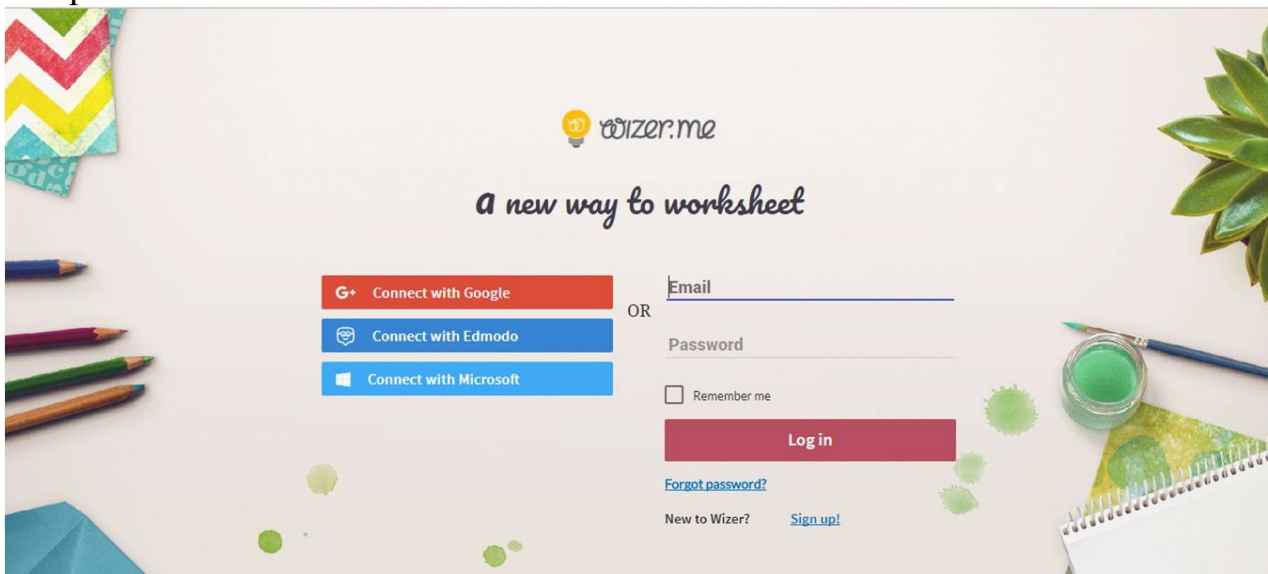 wizer.me
a new way to worksheet
G+ Connect with Google
Connect with Edmodo
Connect with Microsoft
OR
Email
Password
Remember me
Log in
Forgot password?
New to Wizer? Sign up!